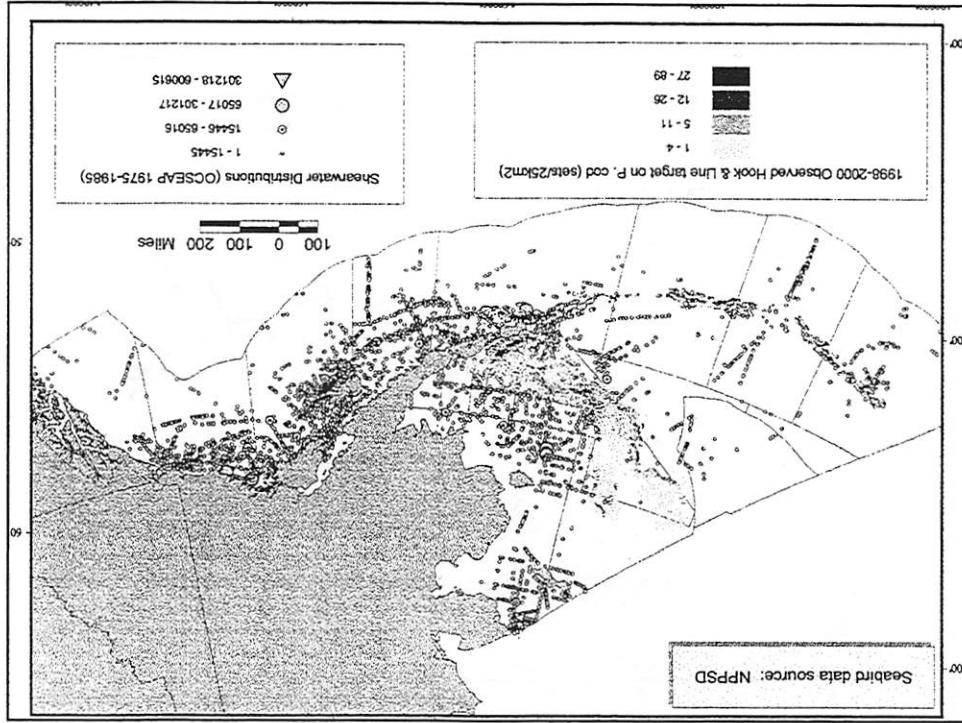 Seabird data source: NPPSD
60
50
100 0 100 200 Miles
1998-2000 Observed Hook & Line target on P. cod (sets/25km2)
1 - 4
5 - 11
12 - 26
27 - 89
Shearwater Distributions (OCSEAP 1975-1985)
1 - 15445
15446 - 65016
65017 - 301217
301218 - 600615